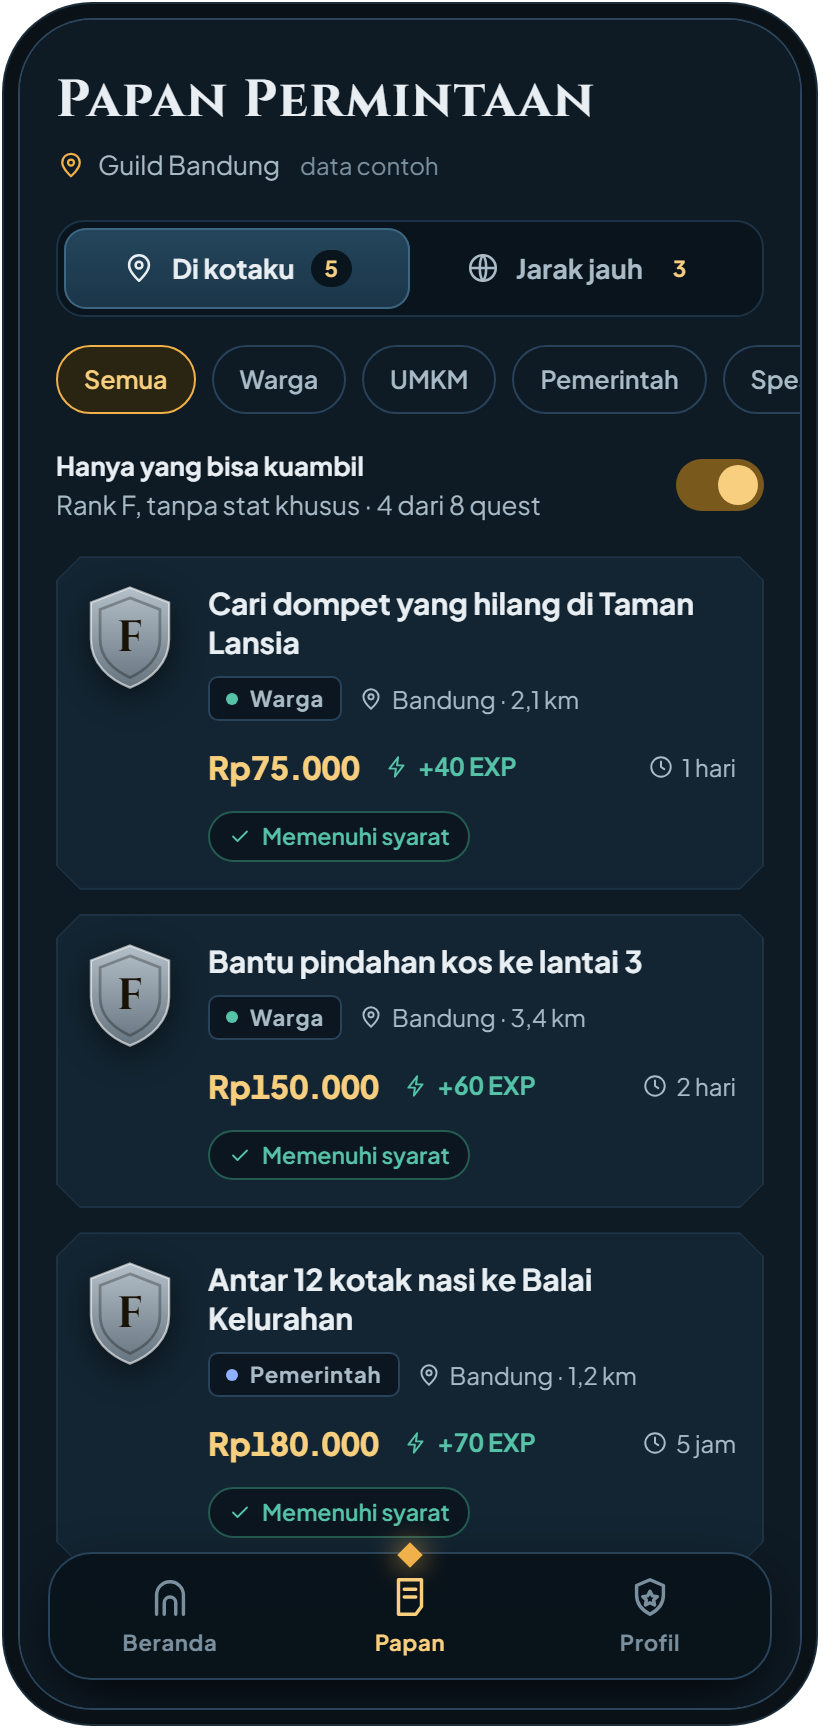 Papan Permintaan
Guild Bandung data contoh
Di kotaku 5 Jarak jauh 3
Semua Warga UMKM Pemerintah Spe
Hanya yang bisa kuambil
Rank F, tanpa stat khusus · 4 dari 8 quest
F
Cari dompet yang hilang di Taman
Lansia
Warga Bandung · 2,1 km
Rp75.000 +40 EXP 1 hari
Memenuhi syarat
F
Bantu pindahan kos ke lantai 3
Warga Bandung · 3,4 km
Rp150.000 +60 EXP 2 hari
Memenuhi syarat
F
Antar 12 kotak nasi ke Balai
Kelurahan
Pemerintah Bandung · 1,2 km
Rp180.000 +70 EXP 5 jam
Memenuhi syarat
Beranda Papan Profil